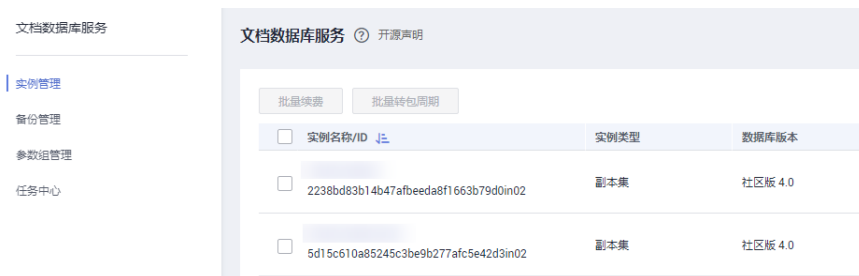 文档数据库服务
实例管理
备份管理
参数组管理
任务中心
文档数据库服务 ? 开源声明
批量续费 批量转包周期
实例名称/ID 实例类型 数据库版本
2238bd83b14b47afbeeda8f1663b79d0in02 副本集 社区版 4.0
5d15c610a85245c3be9b277afc5e42d3in02 副本集 社区版 4.0